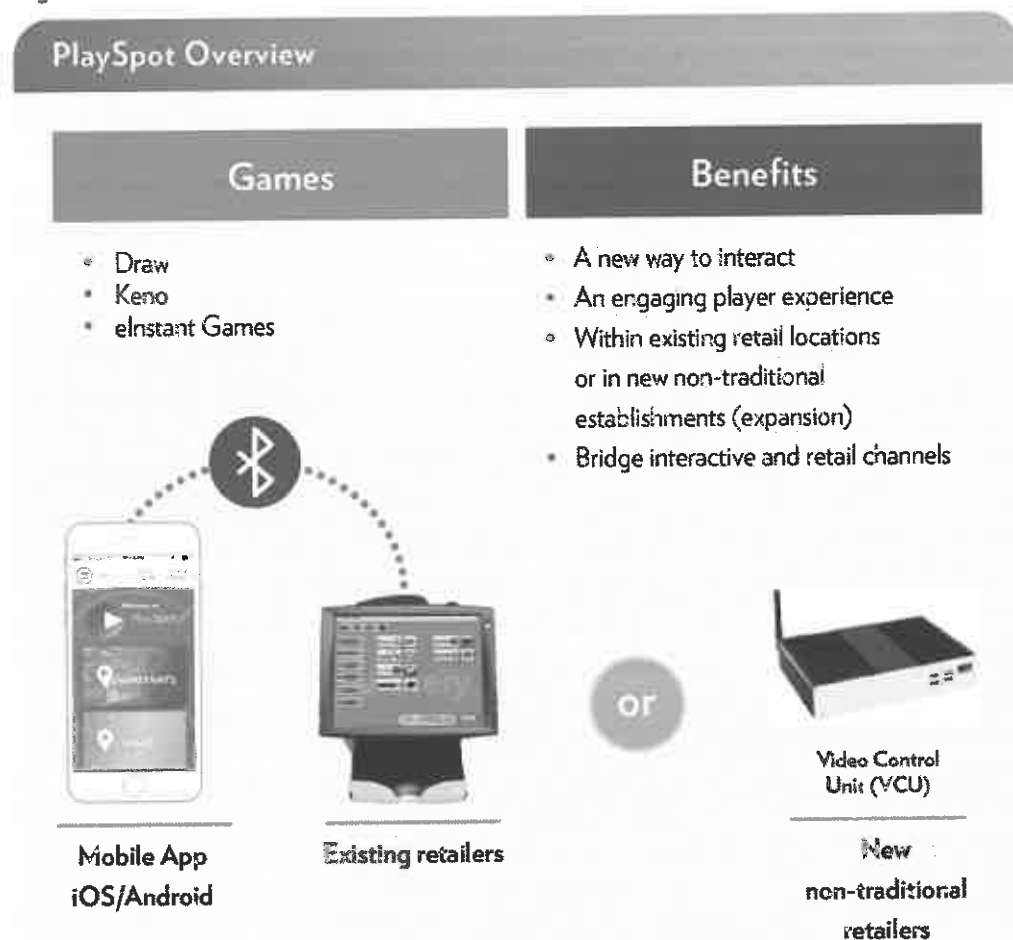 PlaySpot Overview
Games
Draw
Keno
eInstant Games
Benefits
A new way to interact
An engaging player experience
Within existing retail locations
or in new non-traditional
establishments (expansion)
Bridge interactive and retail channels
or
Video Control
Unit (VCU)
Mobile App
iOS/Android
Existing retailers
New
non-traditional
retailers